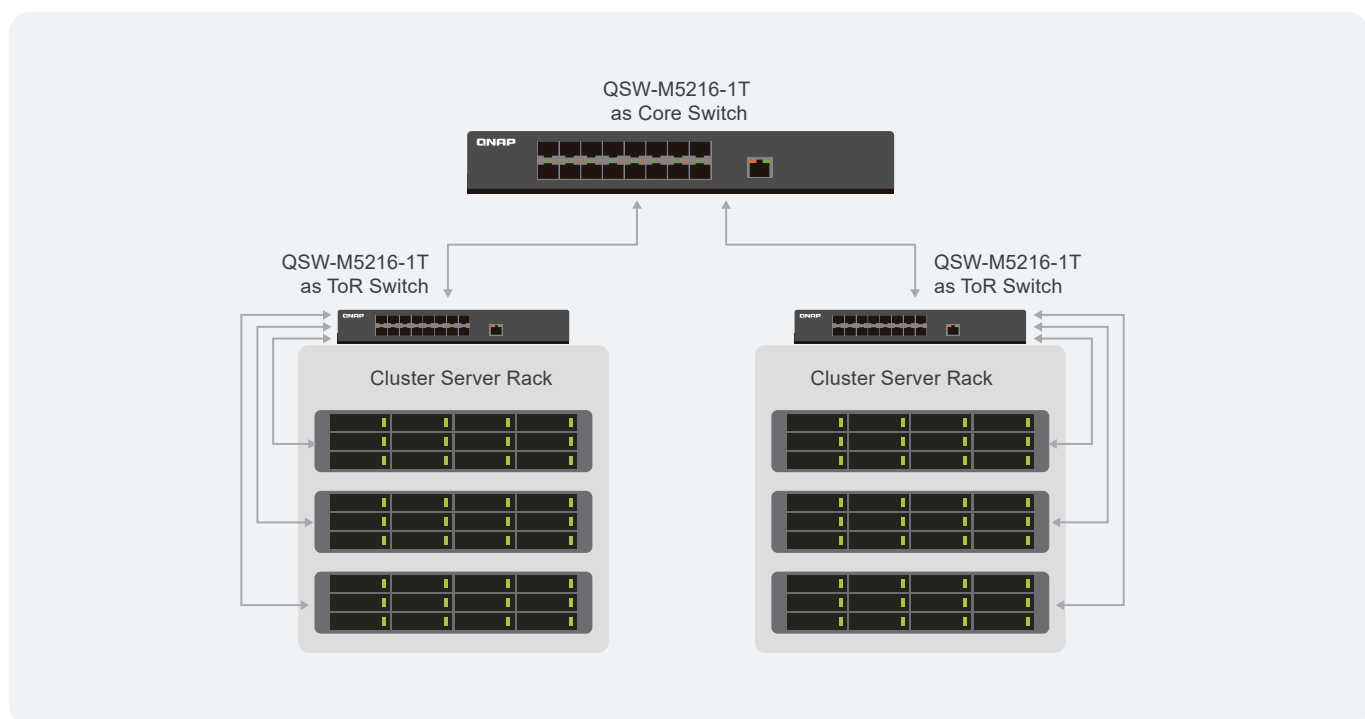 QSW-M5216-1T
as Core Switch
QNAP
QSW-M5216-1T
as ToR Switch
QSW-M5216-1T
as ToR Switch
QNAP
QNAP
Cluster Server Rack
Cluster Server Rack